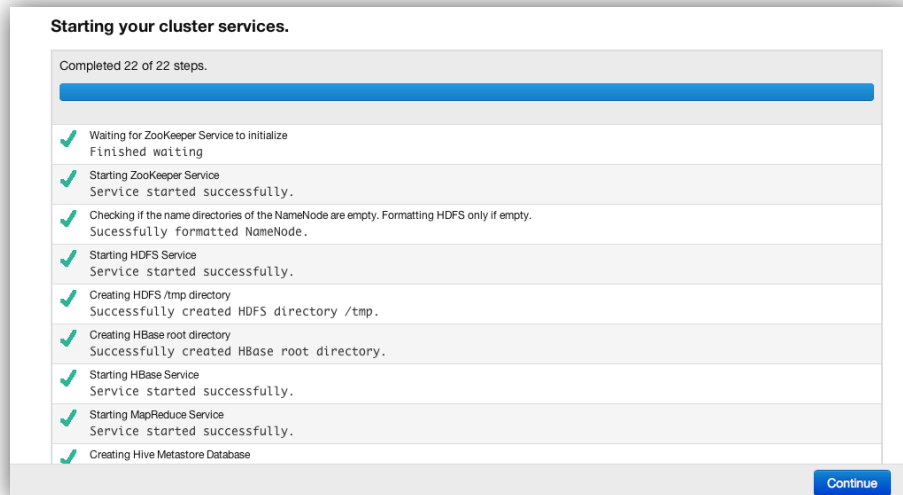 Starting your cluster services.
Completed 22 of 22 steps.
Waiting for ZooKeeper Service to initialize
Finished waiting
Starting ZooKeeper Service
Service started successfully.
Checking if the name directories of the NameNode are empty. Formatting HDFS only if empty.
Sucessfully formatted NameNode.
Starting HDFS Service
Service started successfully.
Creating HDFS /tmp directory
Successfully created HDFS directory /tmp.
Creating HBase root directory
Successfully created HBase root directory.
Starting HBase Service
Service started successfully.
Starting MapReduce Service
Service started successfully.
Creating Hive Metastore Database
Continue